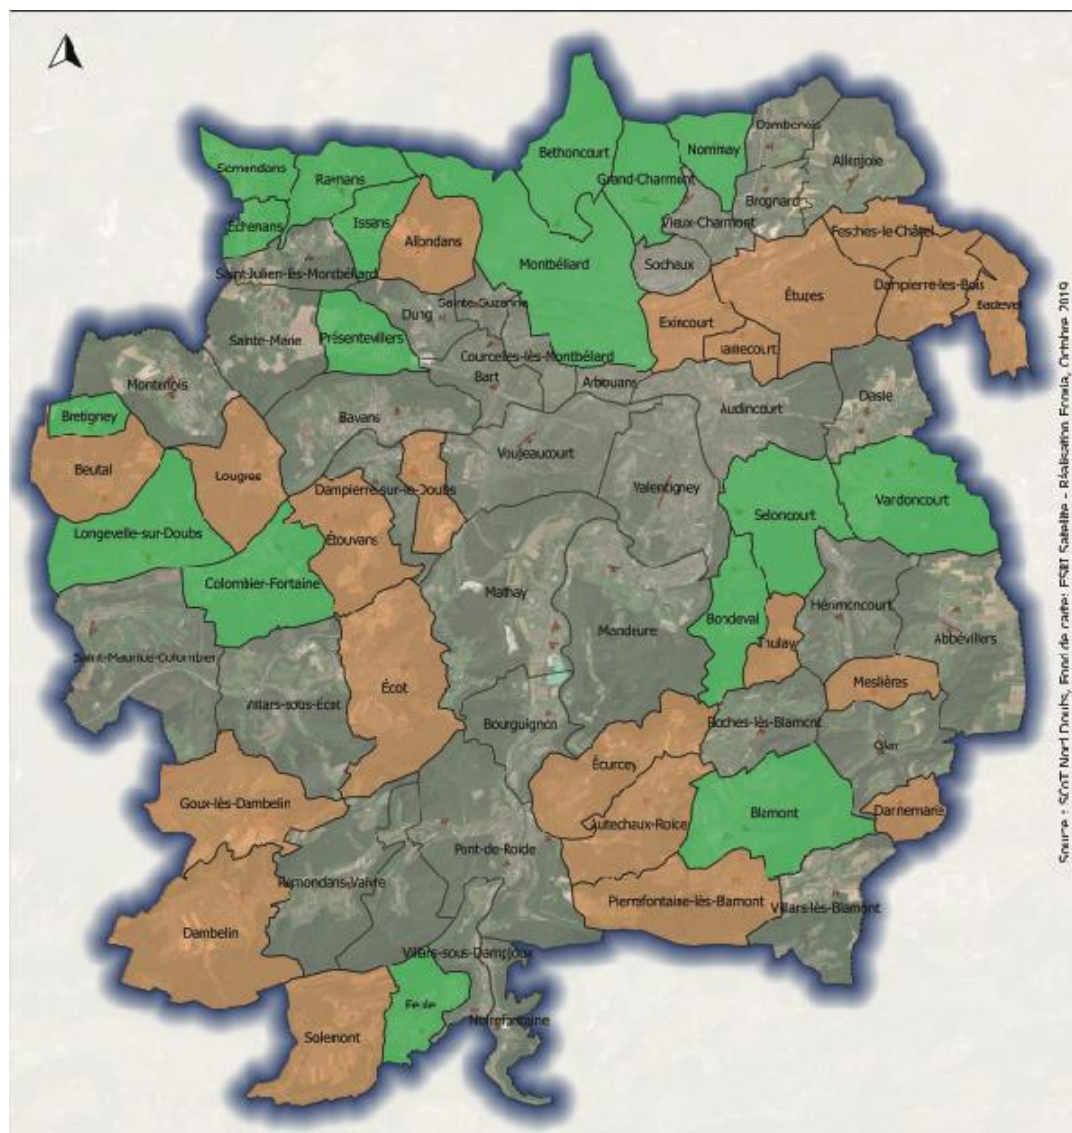 Dambenois
Bethoncourt
Nommay
Allenjoie
Semondans
Raynans
Grand-Charmont
Brognard
Échenans
Issans
Vieux-Charmont
Fesches-le-Châtel
Allondans
Montbéliard
Sochaux
Saint-Julien-lès-Montbéliard
Dampierre-les-Bois
Étupes
Badevel
Sainte-Suzanne
Dung
Exincourt
Sainte-Marie
Présentevillers
Taillecourt
Courcelles-lès-Montbéliard
Bart
Arbouans
Montenois
Dasle
Audincourt
Bretigney
Bavans
Voujeaucourt
Beutal
Lougres
Dampierre-sur-le-Doubs
Valentigney
Vandoncourt
Seloncourt
Longevelle-sur-Doubs
Étouvans
Colombier-Fontaine
Mathay
Hérimoncourt
Bondeval
Mandeure
Thulay
Abbévillers
Saint-Maurice-Colombier
Écot
Meslières
Villars-sous-Écot
Bourguignon
Roches-lès-Blamont
Glay
Écurcey
Goux-lès-Dambelin
Blamont
Dannemarie
Autechaux-Roide
Pont-de-Roide
Rémondans-Vaivre
Pierrefontaine-lès-Blamont
Villars-lès-Blamont
Dambelin
Villars-sous-Dampjoux
Feule
Noirefontaine
Solemont
Source : SCoT Nord Doubs, Fond de carte: ESRI Satellite - Réalisation Enviia, Octobre 2019